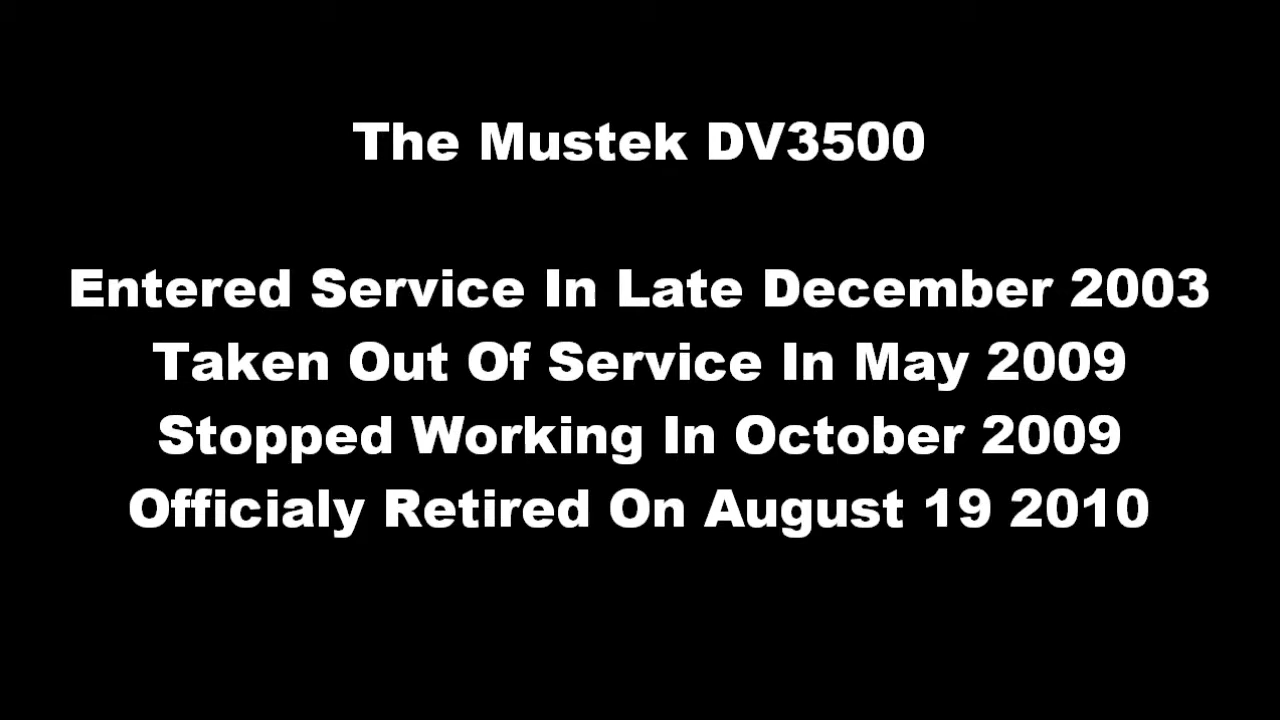 The Mustek DV3500
Entered Service In Late December 2003
Taken Out Of Service In May 2009
Stopped Working In October 2009
Officialy Retired On August 19 2010